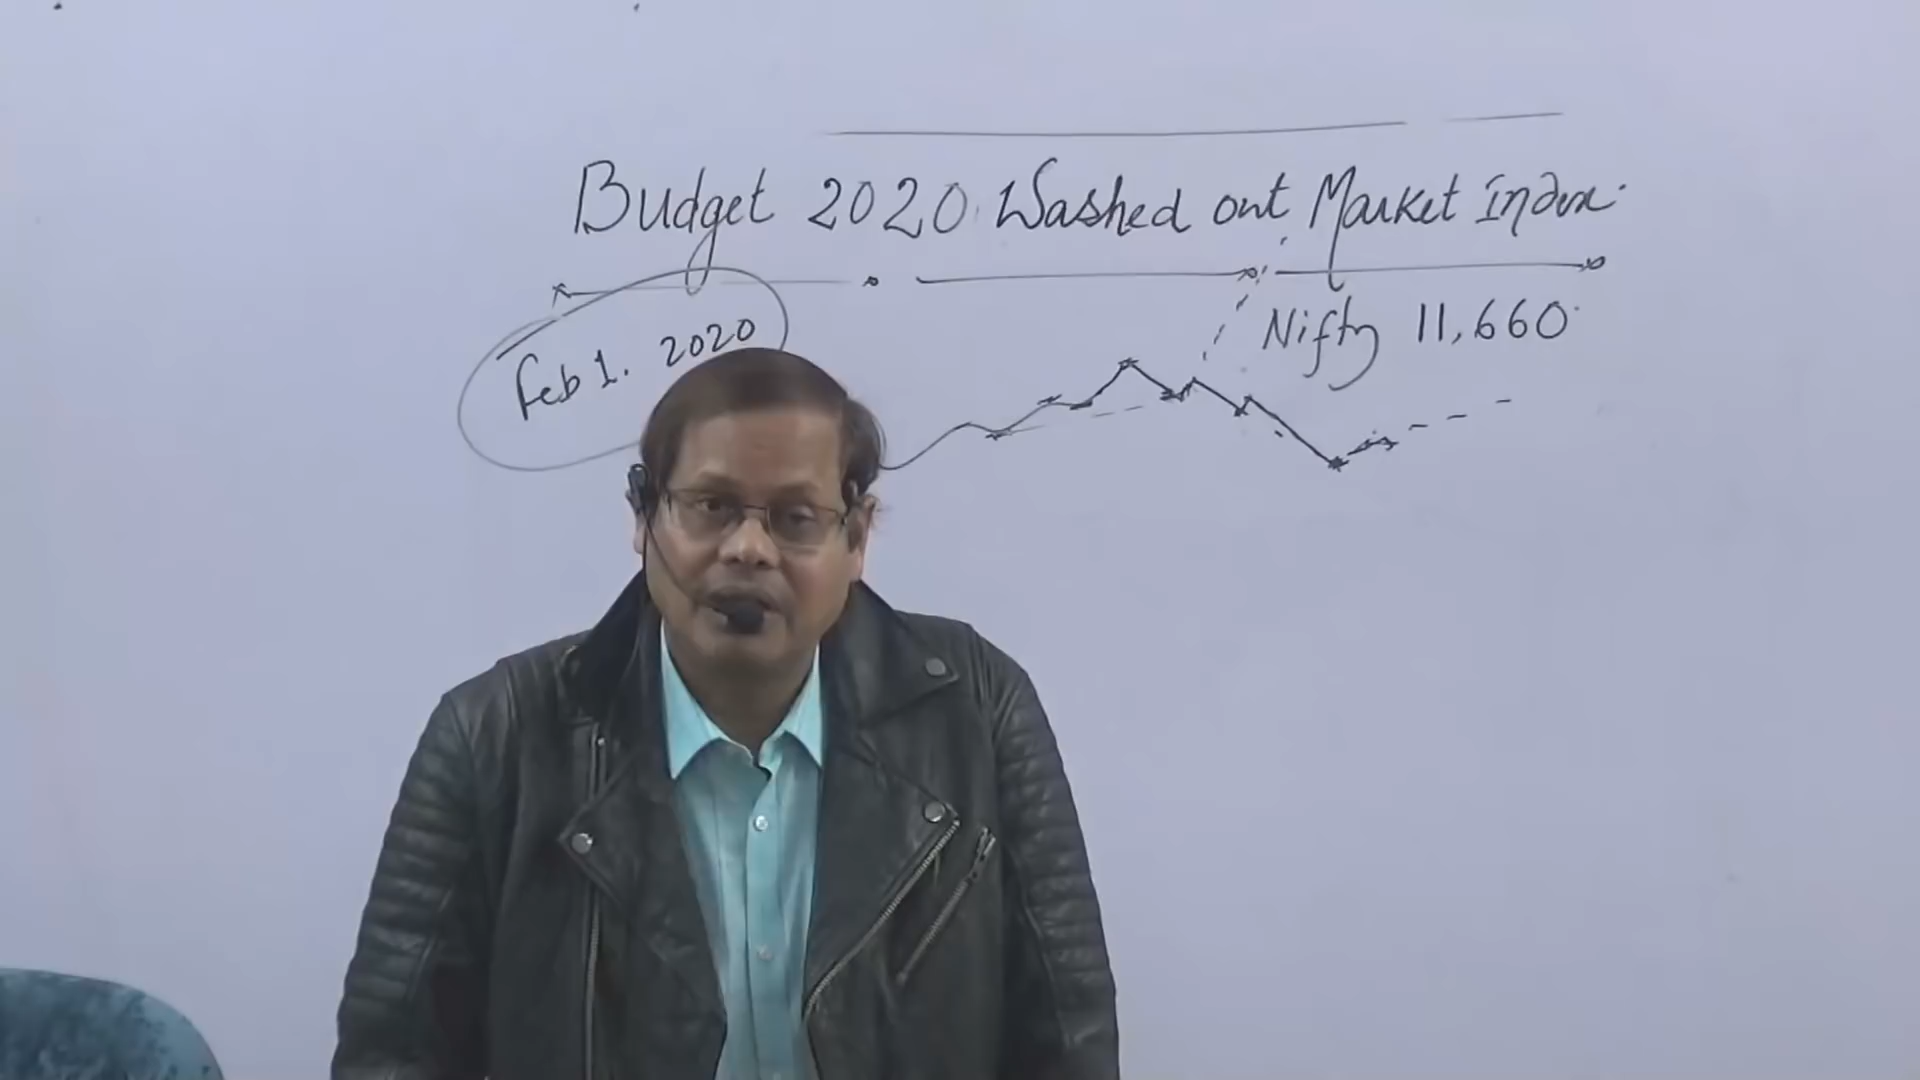 Budget 2020 Washed out Market Index.
Feb 1. 2020
Nifty 11,660